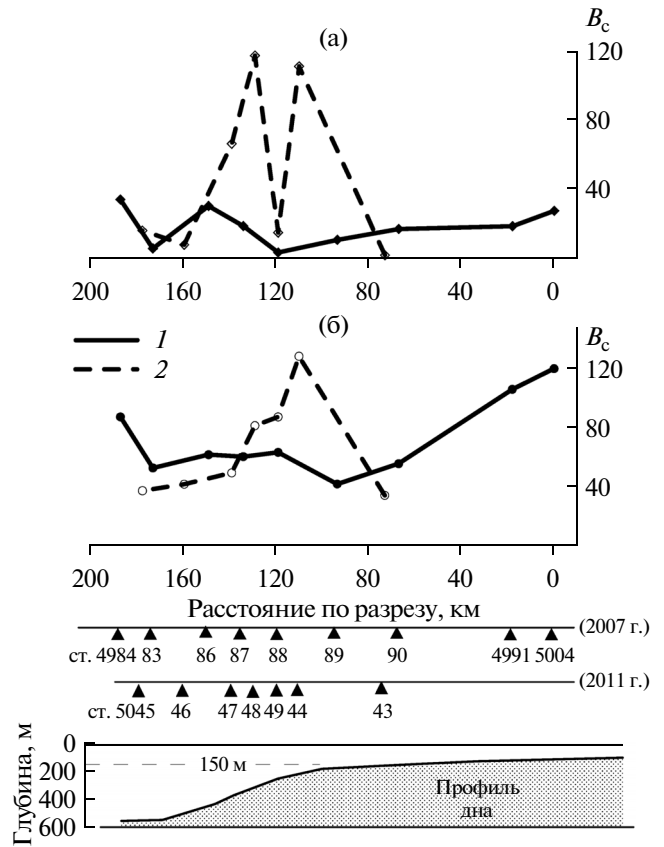 (а)
B_c
120
80
40
200 160 120 80 40 0
(б)
1
2
B_c
120
80
40
200 160 120 80 40 0
Расстояние по разрезу, км
(2007 г.)
ст. 4984 83 86 87 88 89 90 4991 5004
(2011 г.)
ст. 5045 46 47 48 49 44 43
Глубина, м
0
200
400
600
150 м
Профиль
дна